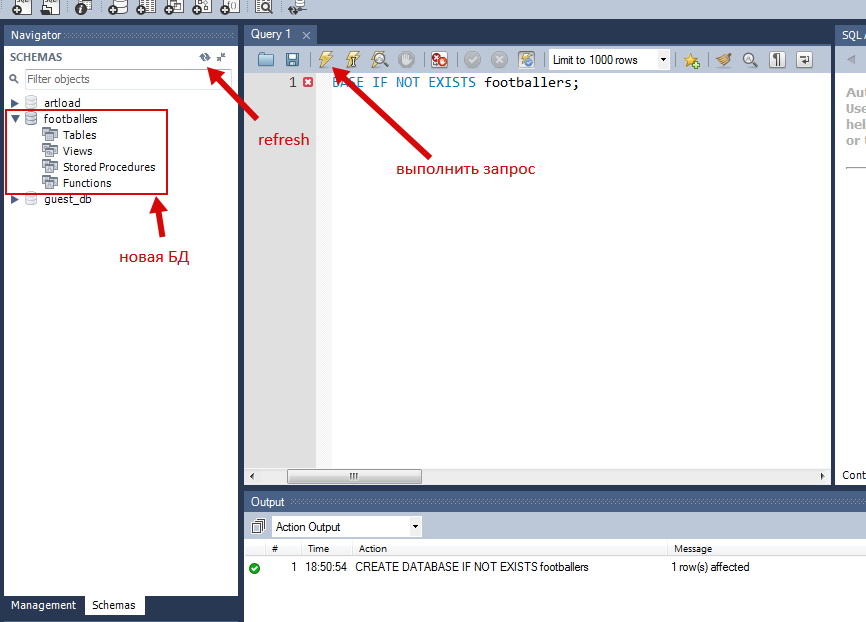 Navigator
Query 1
SQL A
SCHEMAS
Limit to 1000 rows
Filter objects
1 BASE IF NOT EXISTS footballers;
artload
footballers
Tables
Views
Stored Procedures
Functions
guest_db
refresh
выполнить запрос
новая БД
Aut
Use
hel
or t
Cont
Output
Action Output
# Time Action Message
1 18:50:54 CREATE DATABASE IF NOT EXISTS footballers 1 row(s) affected
Management Schemas